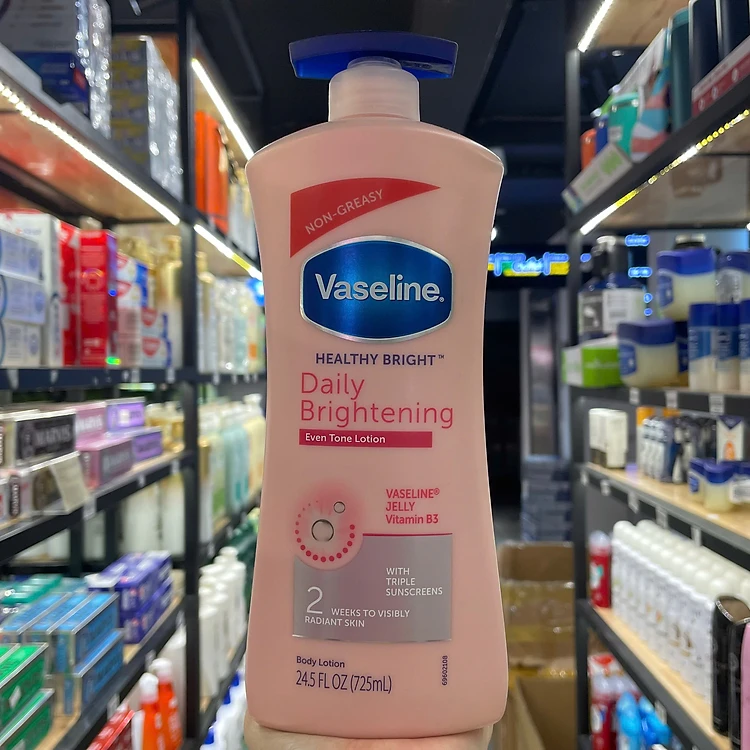 NON-GREASY
Vaseline®
HEALTHY BRIGHT™
Daily
Brightening
Even Tone Lotion
VASELINE®
JELLY
Vitamin B3
WITH
TRIPLE
SUNSCREENS
2 WEEKS TO VISIBLY
RADIANT SKIN
Body Lotion
24.5 FL OZ (725mL)
69602108
MARVIS